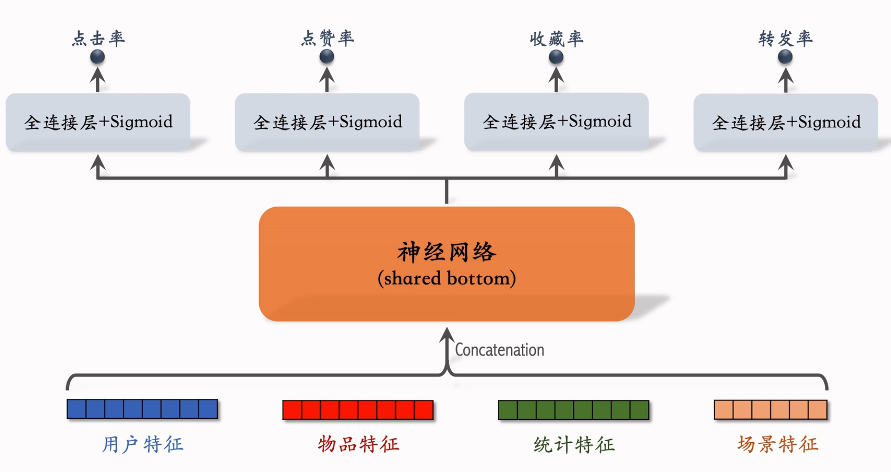 点击率
点赞率
收藏率
转发率
全连接层+Sigmoid
全连接层+Sigmoid
全连接层+Sigmoid
全连接层+Sigmoid
神经网络
(shared bottom)
Concatenation
用户特征
物品特征
统计特征
场景特征